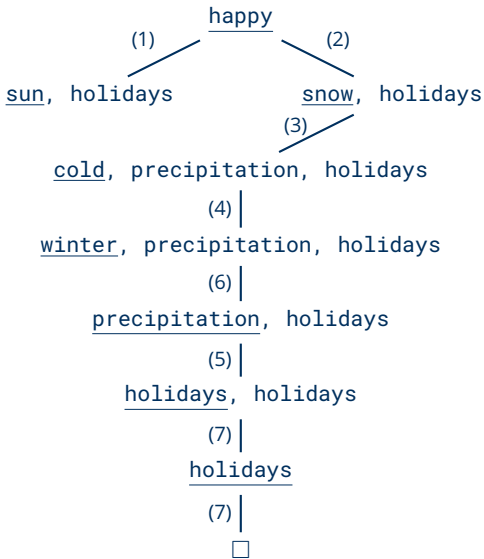 happy
(1) (2)
sun, holidays snow, holidays
(3)
cold, precipitation, holidays
(4)
winter, precipitation, holidays
(6)
precipitation, holidays
(5)
holidays, holidays
(7)
holidays
(7)
□